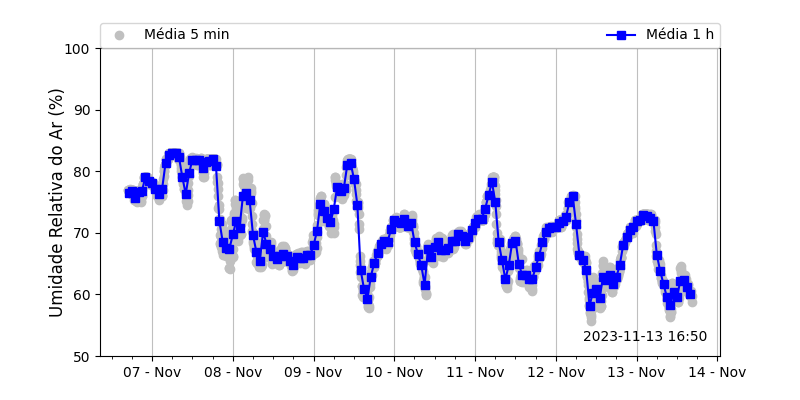 Média 5 min
Média 1 h
Umidade Relativa do Ar (%)
100
90
80
70
60
50
2023-11-13 16:50
07 - Nov
08 - Nov
09 - Nov
10 - Nov
11 - Nov
12 - Nov
13 - Nov
14 - Nov